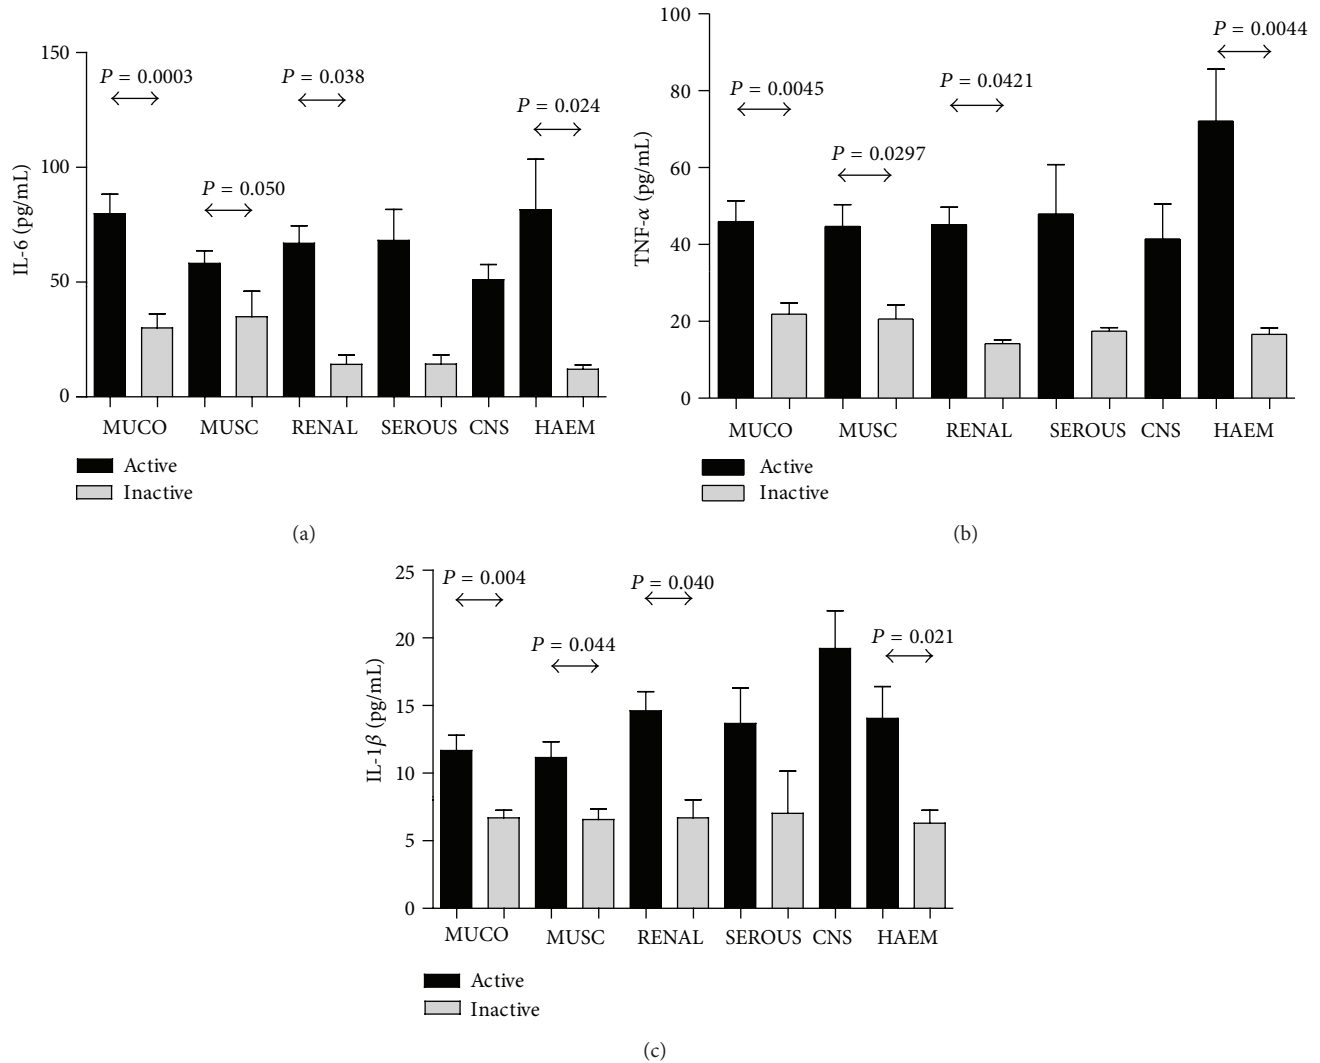 150
100
50
0
IL-6 (pg/mL)
P = 0.0003
P = 0.050
P = 0.038
P = 0.024
MUCO MUSC RENAL SEROUS CNS HAEM
Active
Inactive
(a)
100
80
60
40
20
0
TNF-α (pg/mL)
P = 0.0045
P = 0.0297
P = 0.0421
P = 0.0044
MUCO MUSC RENAL SEROUS CNS HAEM
Active
Inactive
(b)
25
20
15
10
5
0
IL-1β (pg/mL)
P = 0.004
P = 0.044
P = 0.040
P = 0.021
MUCO MUSC RENAL SEROUS CNS HAEM
Active
Inactive
(c)